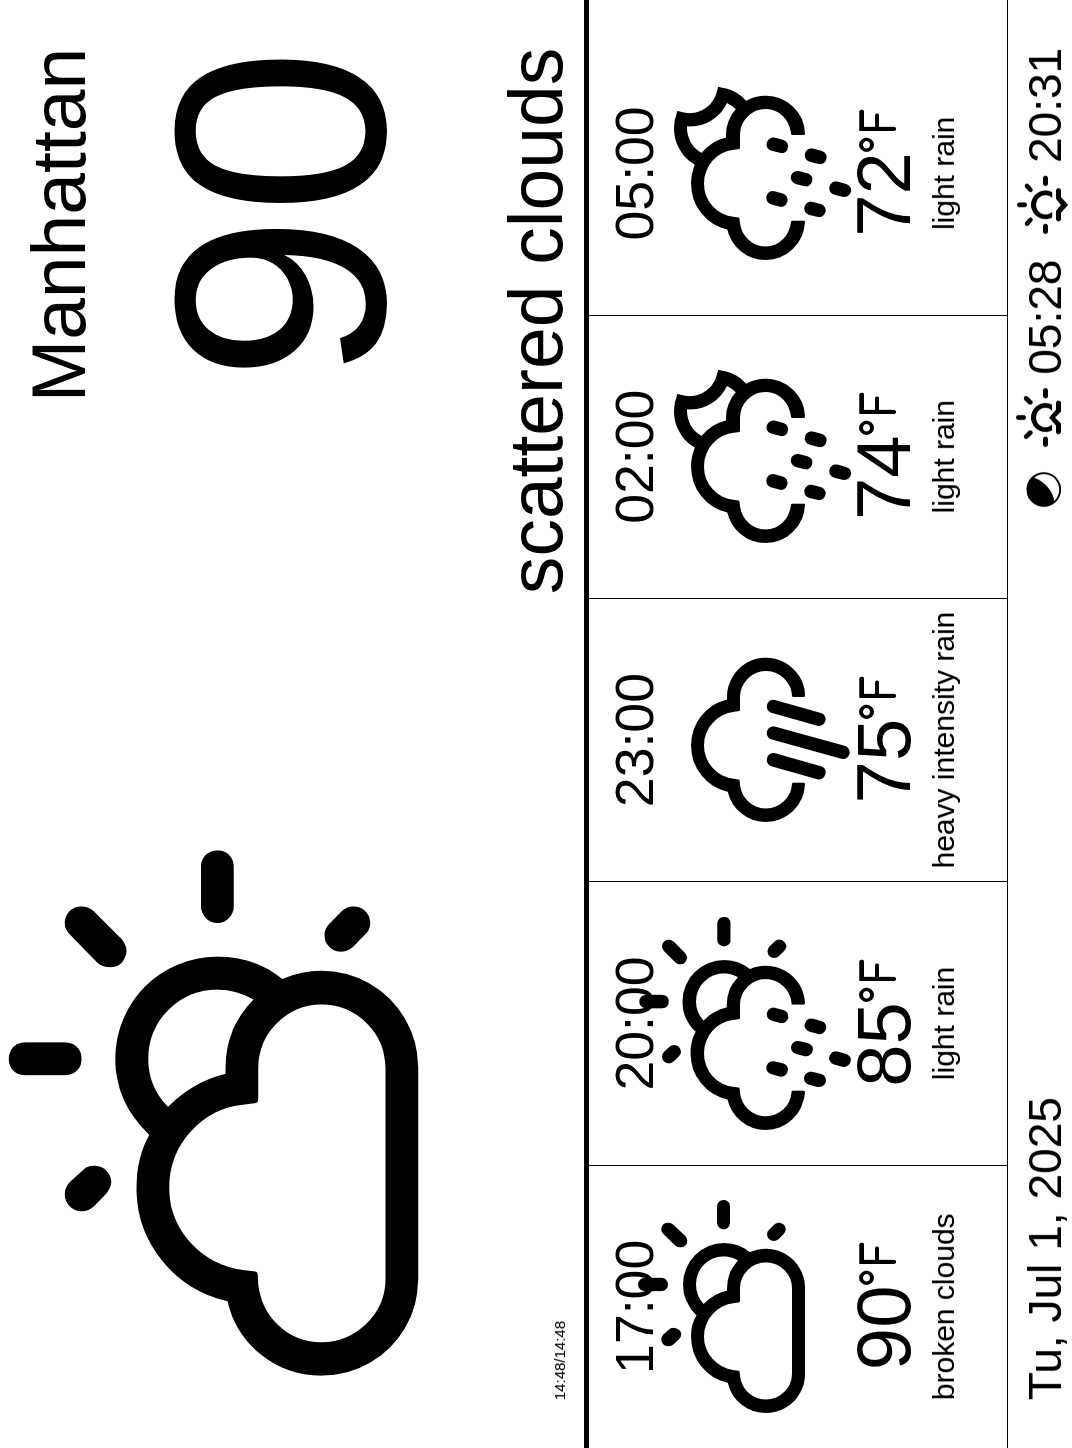 Manhattan
90
scattered clouds
14:48/14:48
17:00
90°F
broken clouds
20:00
85°F
light rain
23:00
75°F
heavy intensity rain
02:00
74°F
light rain
05:00
72°F
light rain
Tu, Jul 1, 2025
05:28
20:31